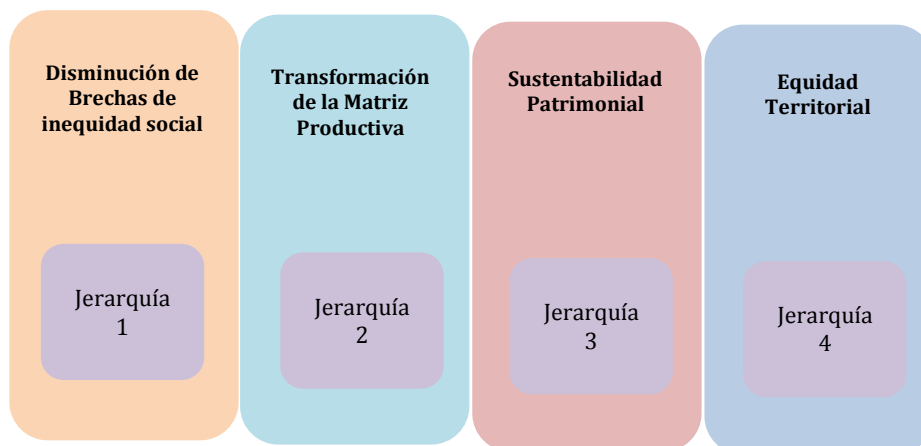 Disminución de
Brechas de
inequidad social
Jerarquía
1
Transformación
de la Matriz
Productiva
Jerarquía
2
Sustentabilidad
Patrimonial
Jerarquía
3
Equidad
Territorial
Jerarquía
4